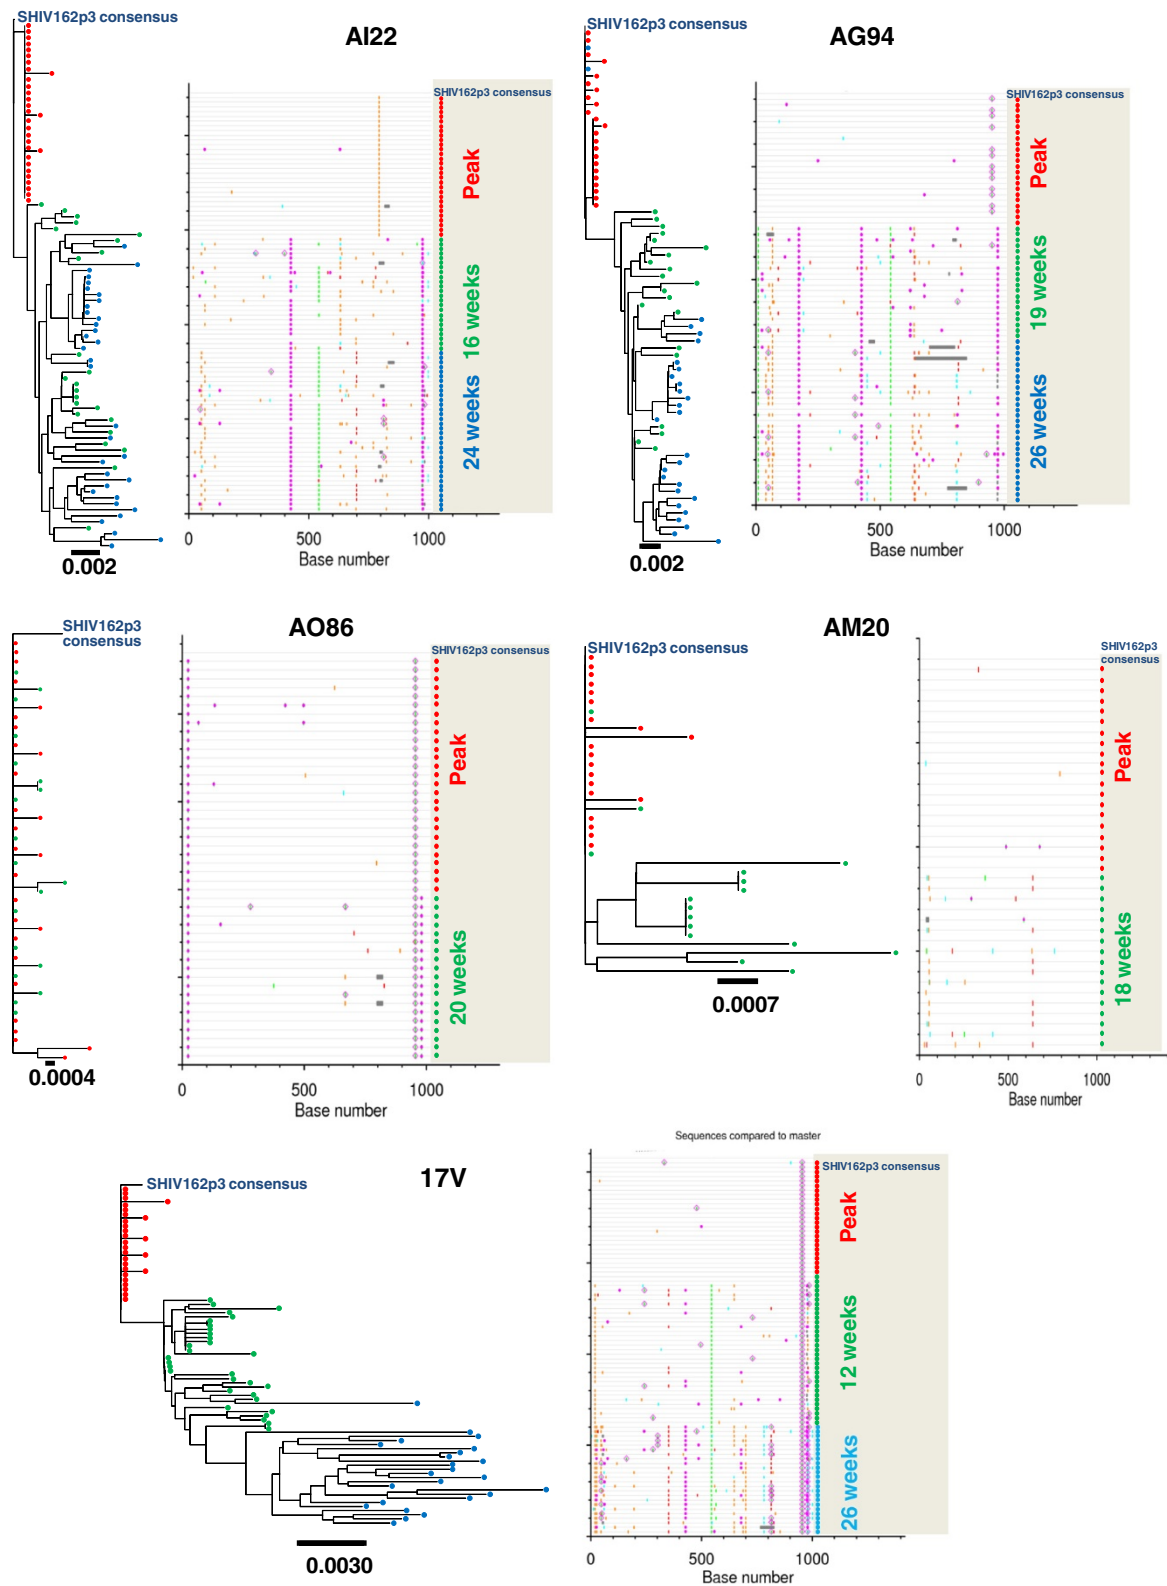 SHIV162p3 consensus
AI22
SHIV162p3 consensus
Peak
16 weeks
24 weeks
0 500 1000
Base number
0.002
SHIV162p3 consensus
AG94
SHIV162p3 consensus
Peak
19 weeks
26 weeks
0 500 1000
Base number
0.002
SHIV162p3
consensus
AO86
SHIV162p3 consensus
Peak
20 weeks
0 500 1000
Base number
0.0004
SHIV162p3 consensus
AM20
SHIV162p3
consensus
Peak
18 weeks
0 500 1000
Base number
0.0007
Sequences compared to master
SHIV162p3 consensus
17V
SHIV162p3 consensus
Peak
12 weeks
26 weeks
0 500 1000
Base number
0.0030